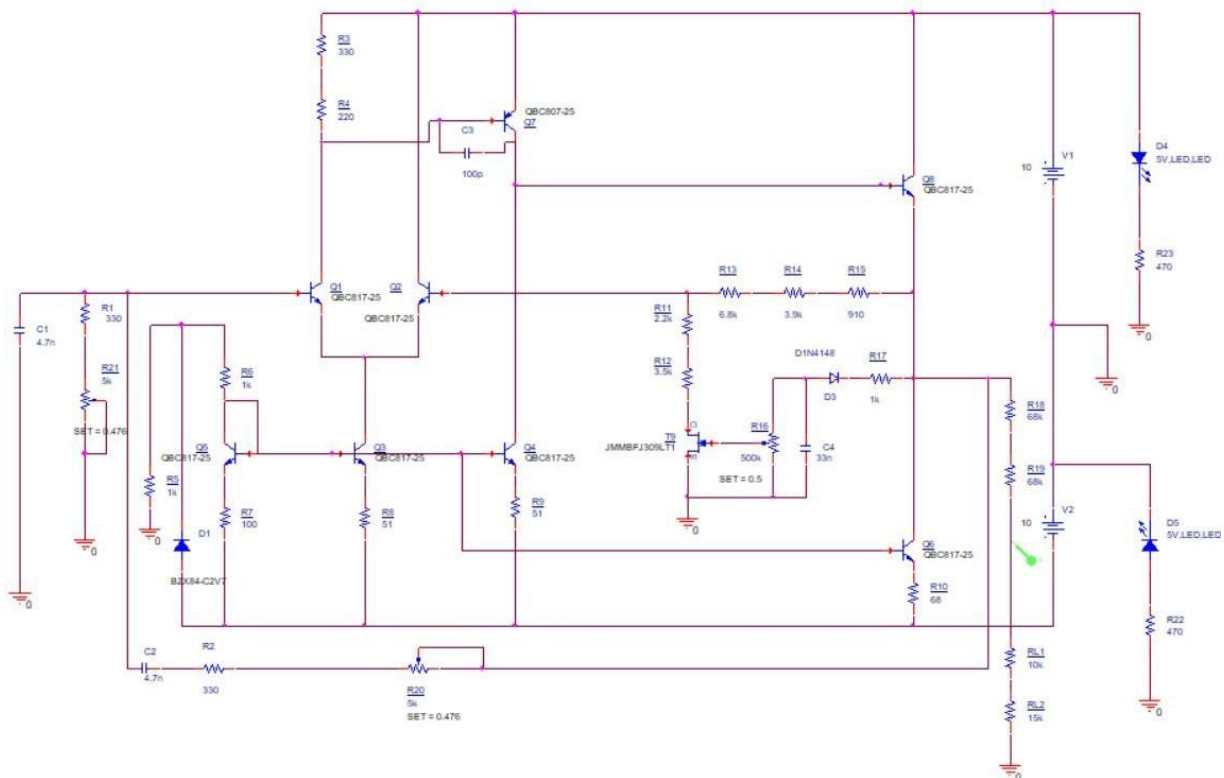 R3
330
R4
220
QBC807-25
Q7
C3
100p
Q8
QBC817-25
V1
10
D4
5V,LED,LED
R23
470
0
0
Q1
QBC817-25
Q2
QBC817-25
R13
6.8k
R14
3.9k
R15
910
R1
330
C1
4.7n
R21
5k
SET = 0.476
0
0
R11
2.2k
R12
3.5k
D1N4148
D3
R17
1k
R6
1k
R5
1k
0
Q5
QBC817-25
Q3
QBC817-25
Q4
QBC817-25
JMMBFJ309LT1
R16
500k
SET = 0.5
C4
33n
0
R18
68k
R19
68k
R7
100
R8
51
R9
51
D1
BZX84-C2V7
Q6
QBC817-25
R10
68
V2
10
D5
5V,LED,LED
R22
470
0
C2
4.7n
R2
330
R20
5k
SET = 0.476
RL1
10k
RL2
15k
0